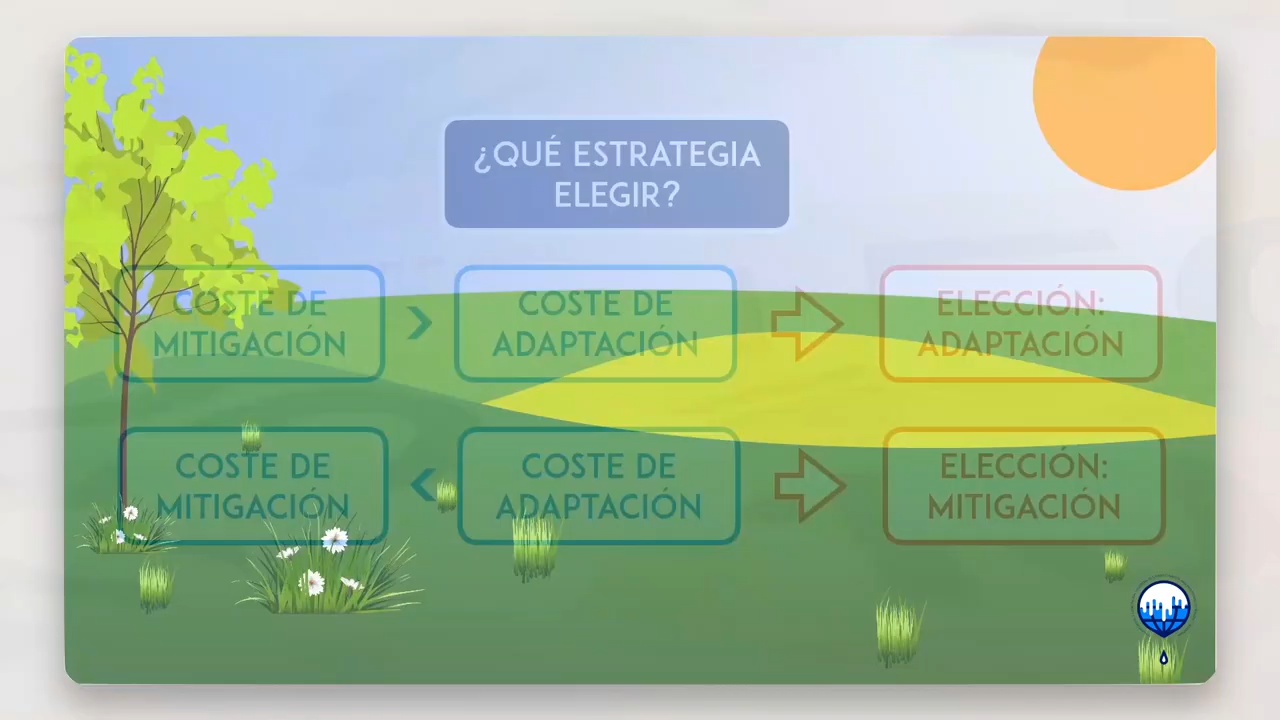 ¿QUÉ ESTRATEGIA
ELEGIR?
COSTE DE
MITIGACIÓN
>
COSTE DE
ADAPTACIÓN
ELECCIÓN:
ADAPTACIÓN
COSTE DE
MITIGACIÓN
<
COSTE DE
ADAPTACIÓN
ELECCIÓN:
MITIGACIÓN